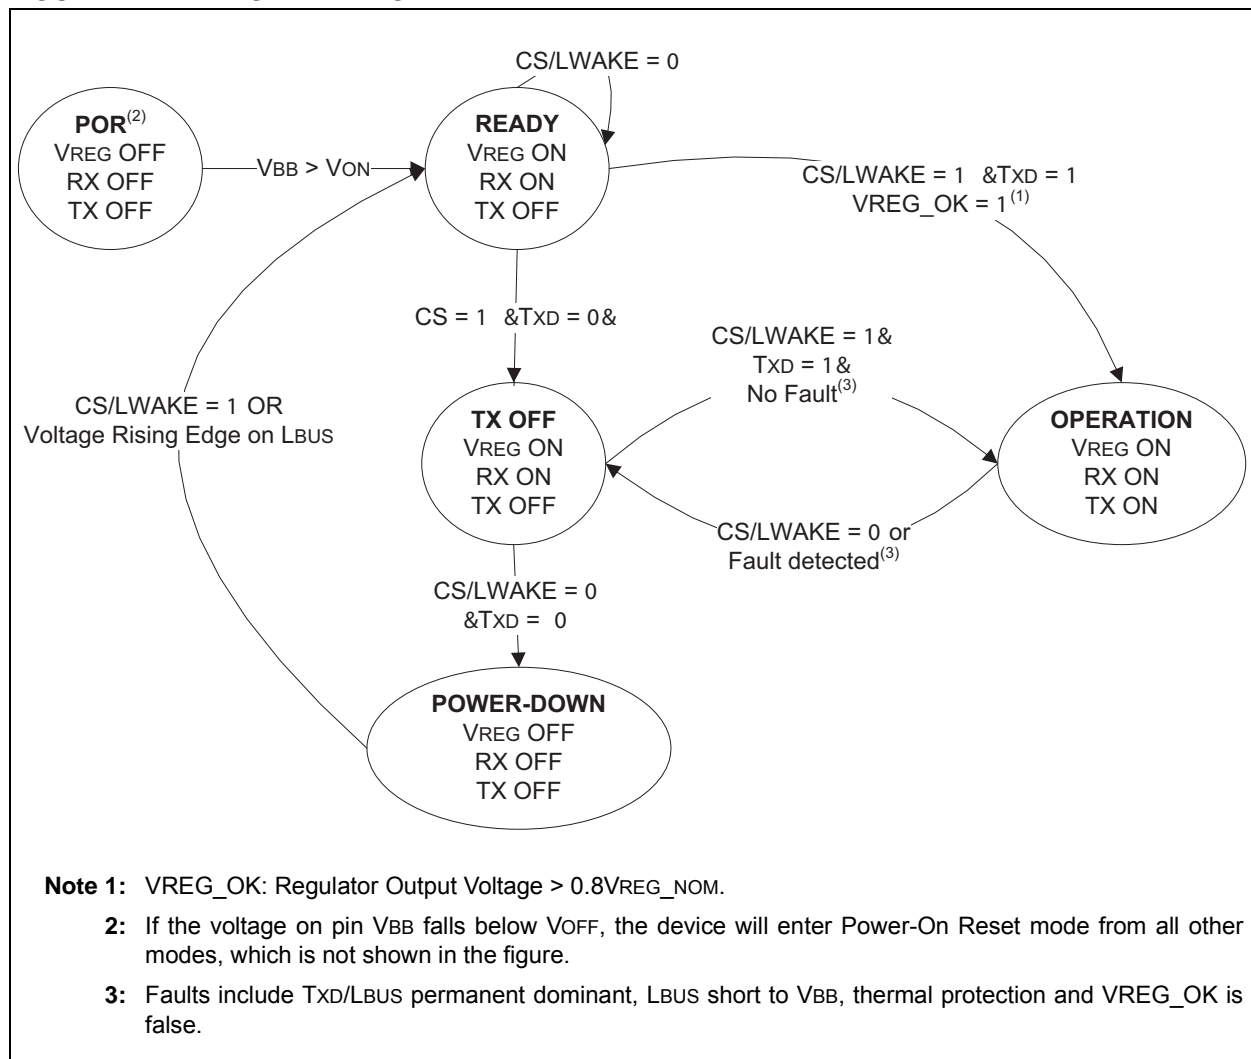 CS/LWAKE = 0
POR(2)
VREG OFF
RX OFF
TX OFF
VBB > VON
READY
VREG ON
RX ON
TX OFF
CS/LWAKE = 1 &TXD = 1
VREG_OK = 1(1)
CS = 1 &TXD = 0&
CS/LWAKE = 1&
TXD = 1&
No Fault(3)
CS/LWAKE = 1 OR
Voltage Rising Edge on LBUS
TX OFF
VREG ON
RX ON
TX OFF
OPERATION
VREG ON
RX ON
TX ON
CS/LWAKE = 0 or
Fault detected(3)
CS/LWAKE = 0
&TXD = 0
POWER-DOWN
VREG OFF
RX OFF
TX OFF
Note 1: VREG_OK: Regulator Output Voltage > 0.8VREG_NOM.
2: If the voltage on pin VBB falls below VOFF, the device will enter Power-On Reset mode from all other
modes, which is not shown in the figure.
3: Faults include TXD/LBUS permanent dominant, LBUS short to VBB, thermal protection and VREG_OK is
false.